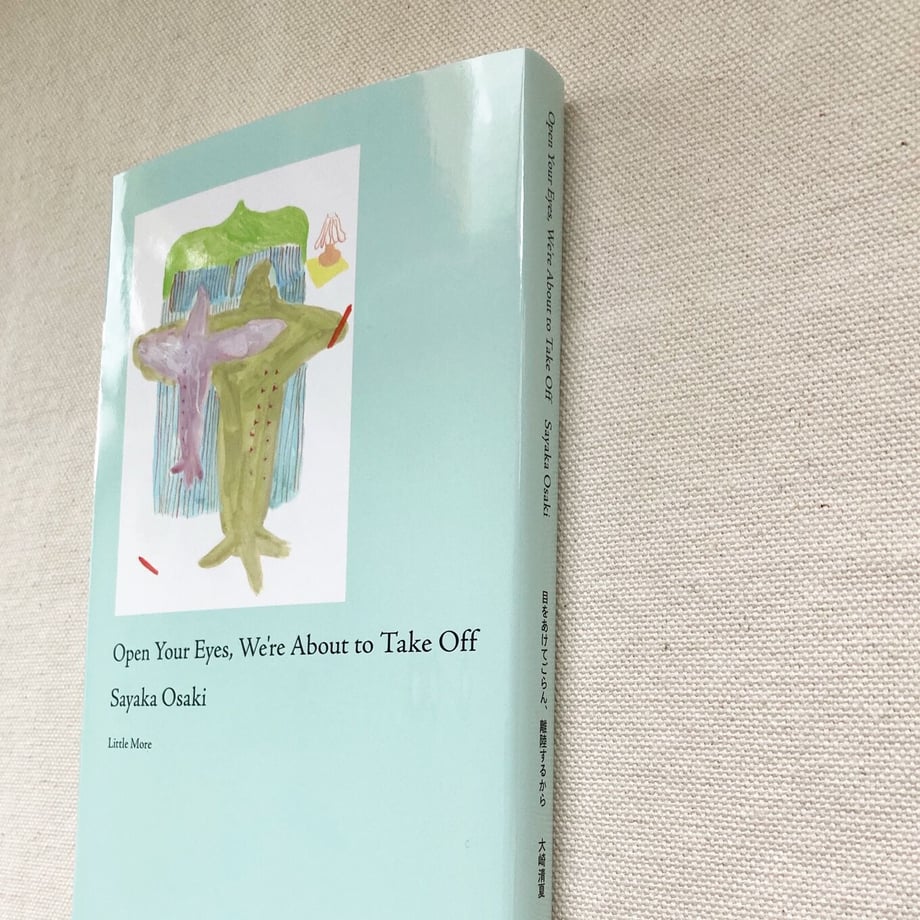 Open Your Eyes, We're About to Take Off
Sayaka Osaki
Little More
Open Your Eyes, We're About to Take Off Sayaka Osaki
目をあけてごらん、離陸するから 大崎清夏